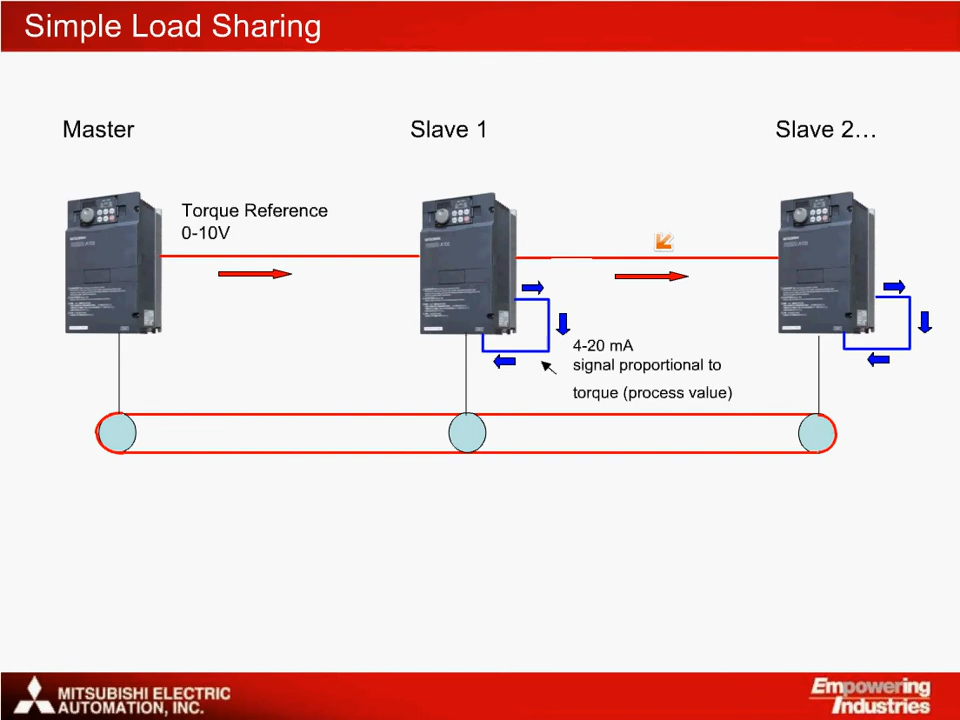 Simple Load Sharing
Master
Slave 1
Slave 2…
Torque Reference
0-10V
4-20 mA
signal proportional to
torque (process value)
MITSUBISHI ELECTRIC
AUTOMATION, INC.
Empowering
Industries